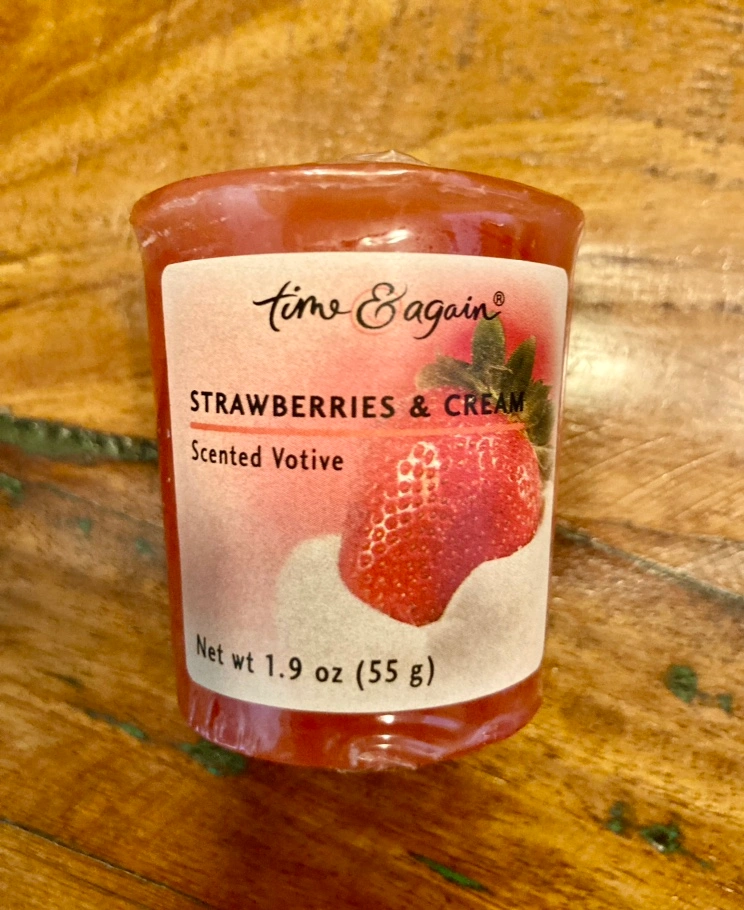 time & again®
STRAWBERRIES & CREAM
Scented Votive
Net wt 1.9 oz (55 g)